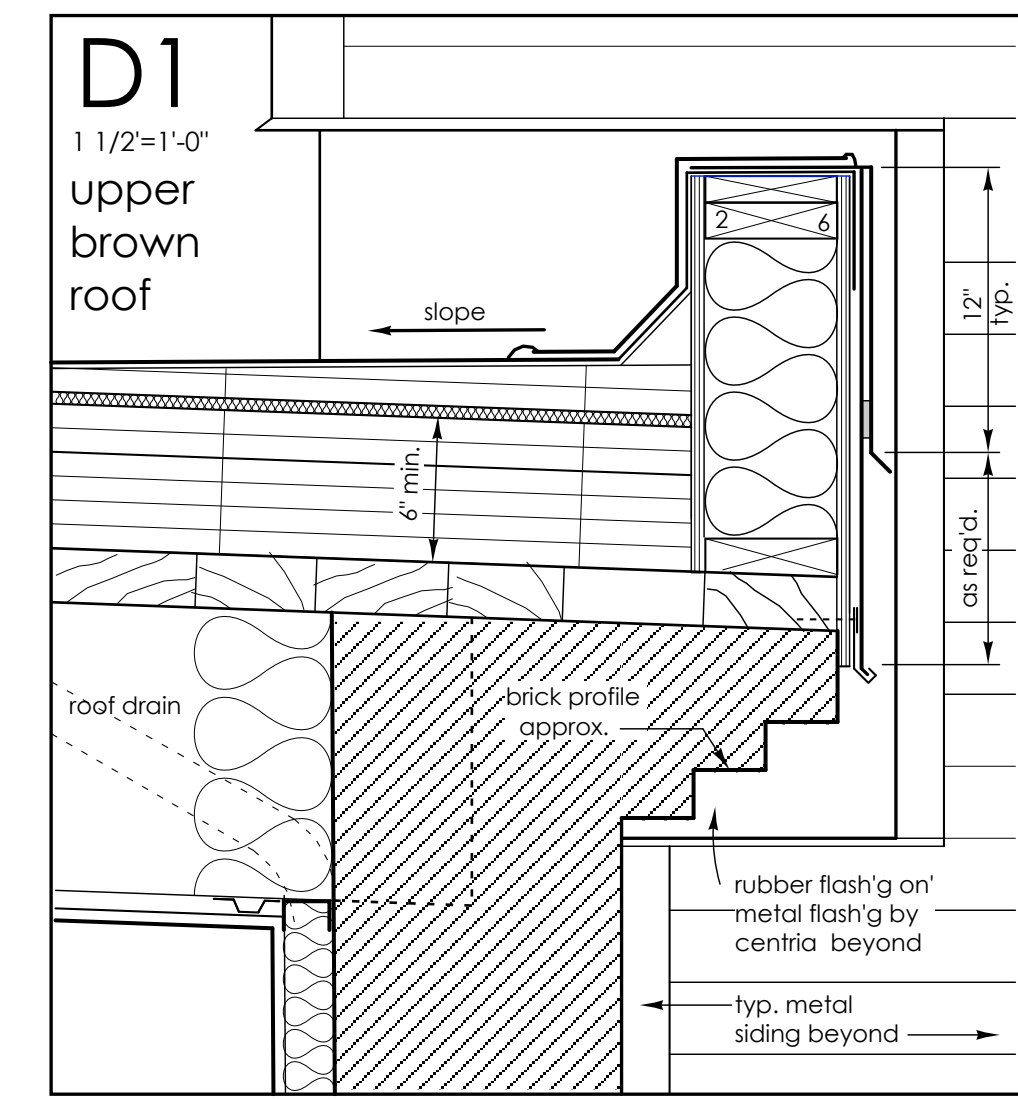 D1
1 1/2'=1'-0"
upper
brown
roof
slope
2 6
12"
typ.
6" min.
as req'd.
roof drain
brick profile
approx.
rubber flash'g on'
metal flash'g by
centria beyond
typ. metal
siding beyond